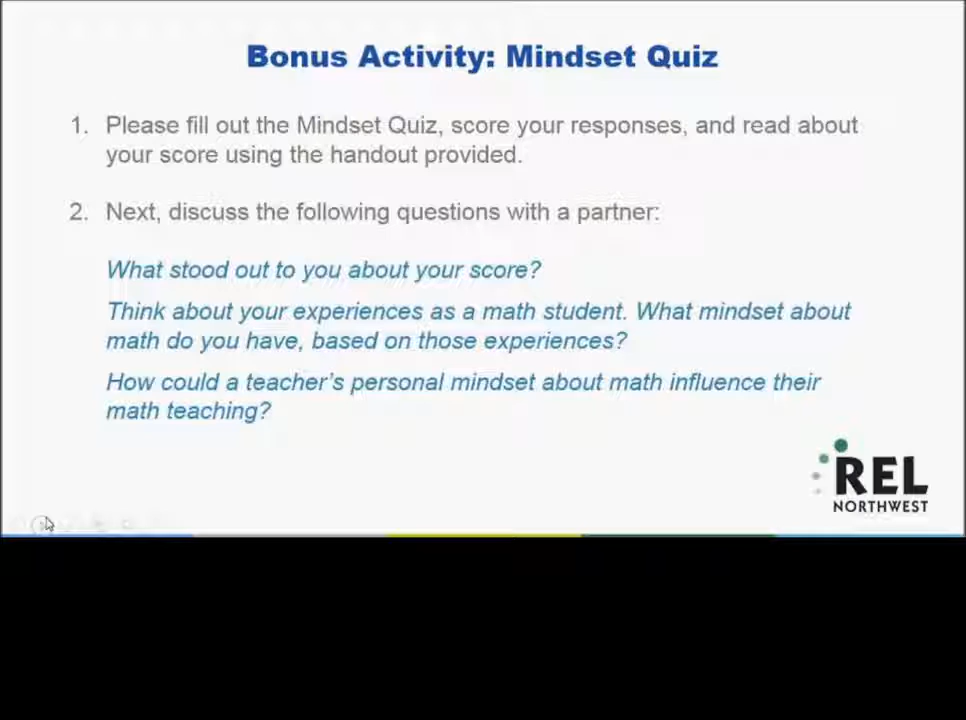 Bonus Activity: Mindset Quiz
1. Please fill out the Mindset Quiz, score your responses, and read about
your score using the handout provided.
2. Next, discuss the following questions with a partner:
What stood out to you about your score?
Think about your experiences as a math student. What mindset about
math do you have, based on those experiences?
How could a teacher's personal mindset about math influence their
math teaching?
REL
NORTHWEST